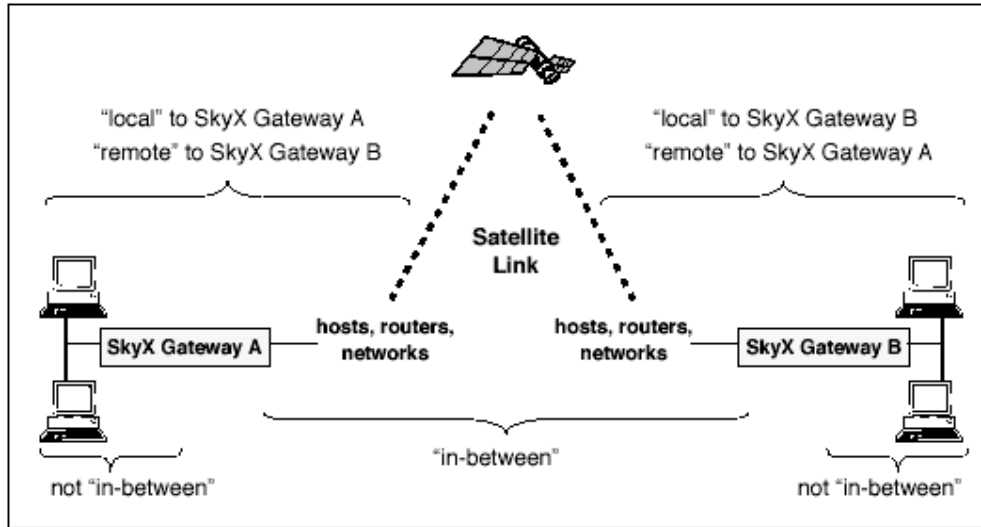 “local” to SkyX Gateway A
“remote” to SkyX Gateway B
“local” to SkyX Gateway B
“remote” to SkyX Gateway A
Satellite
Link
hosts, routers,
networks
hosts, routers,
networks
SkyX Gateway A
SkyX Gateway B
“in-between”
not “in-between”
not “in-between”